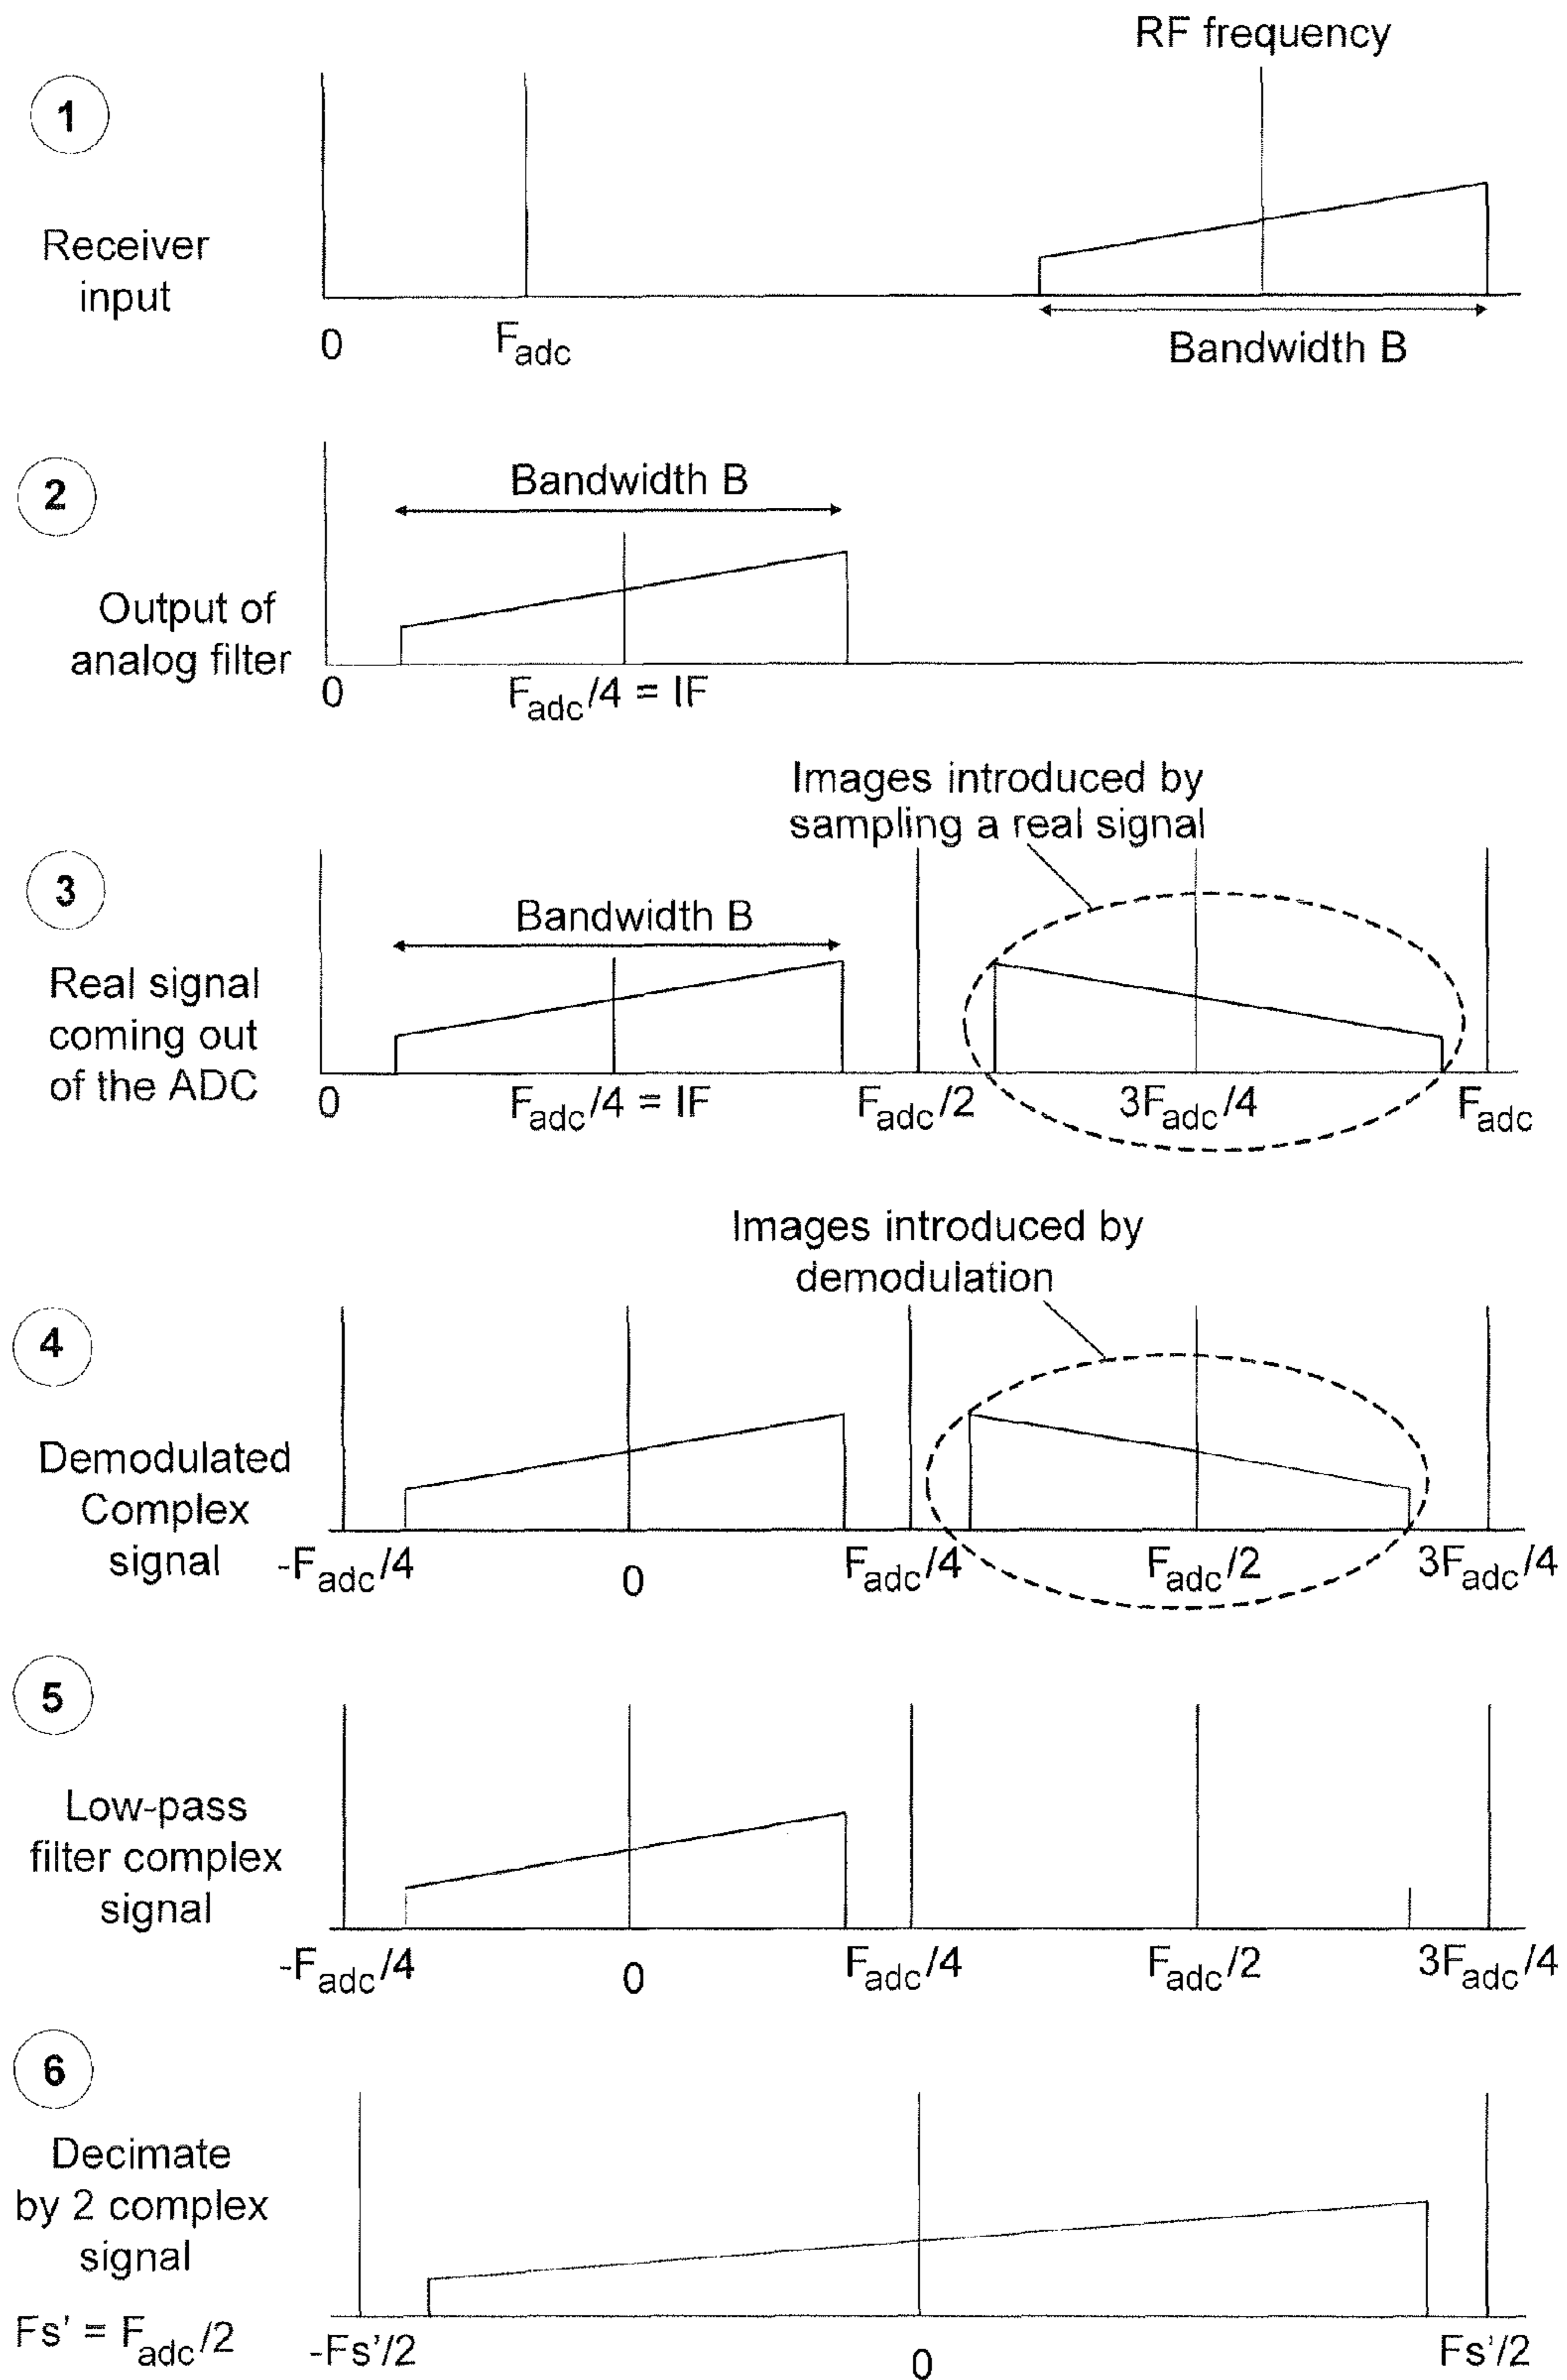 RF frequency
1
Receiver
input
0
Fadc
Bandwidth B
2
Bandwidth B
Output of
analog filter
0
Fadc/4 = IF
Images introduced by
sampling a real signal
3
Bandwidth B
Real signal
coming out
of the ADC
0
Fadc/4 = IF
Fadc/2
3Fadc/4
Fadc
Images introduced by
demodulation
4
Demodulated
Complex
signal
-Fadc/4
0
Fadc/4
Fadc/2
3Fadc/4
5
Low-pass
filter complex
signal
-Fadc/4
0
Fadc/4
Fadc/2
3Fadc/4
6
Decimate
by 2 complex
signal
Fs' = Fadc/2
-Fs'/2
0
Fs'/2